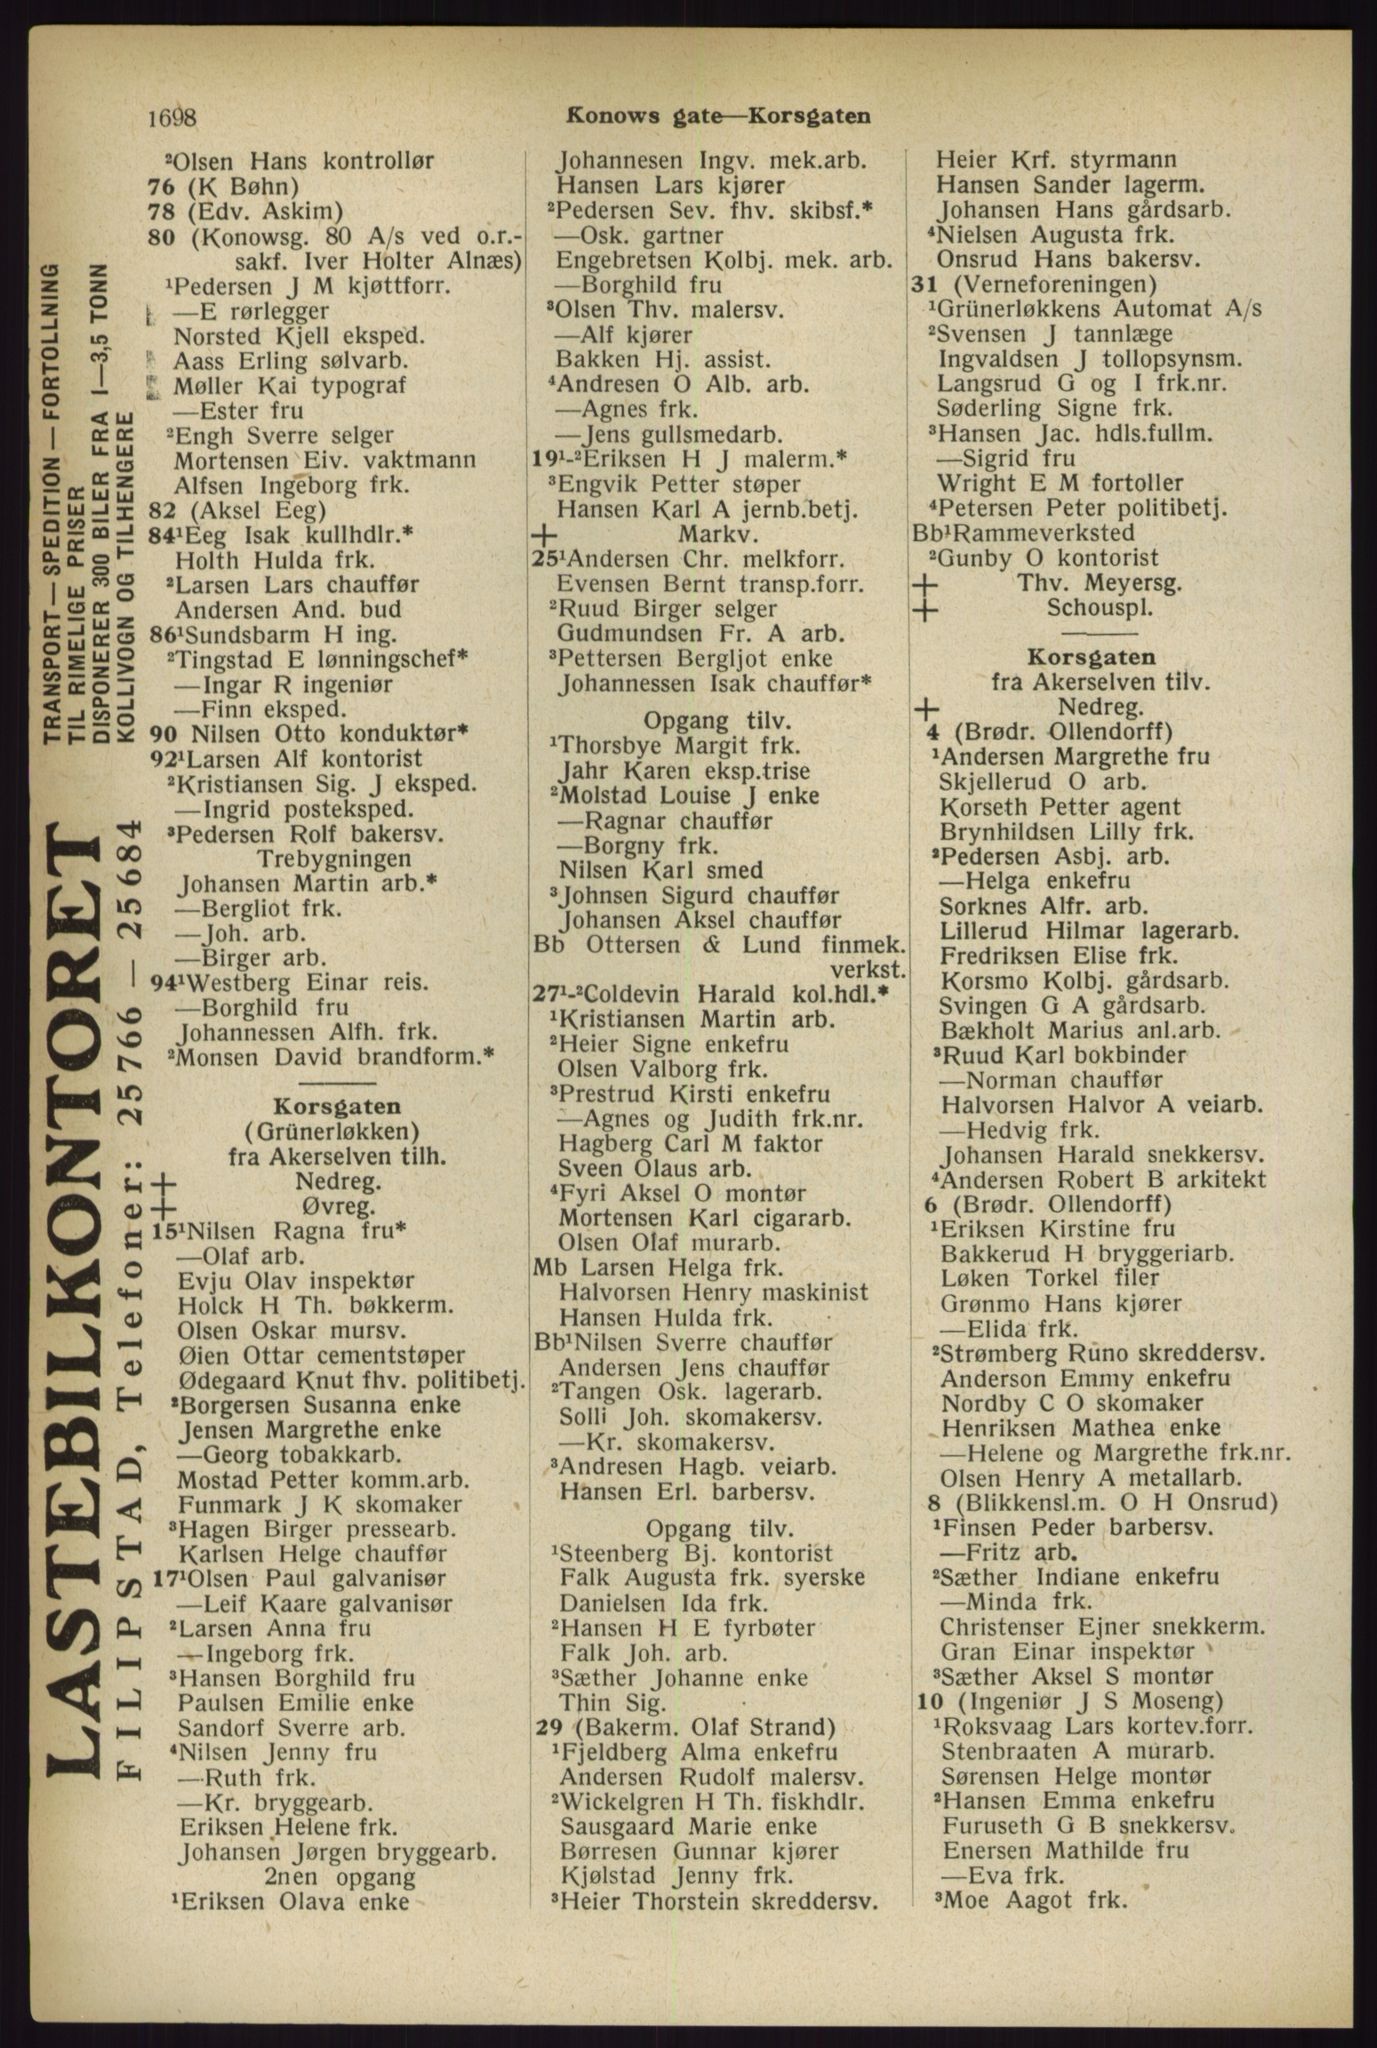 1698
Konows gate—Korsgaten
²Olsen Hans kontrollør
76 (K Bøhn)
78 (Edv. Askim)
80 (Konowsg. 80 A/s ved o.r.-
sakf. Iver Holter Alnæs)
¹Pedersen J M kjøttforr.
—E rørlegger
Norsted Kjell eksped.
Aass Erling sølvarb.
Møller Kai typograf
—Ester fru
²Engh Sverre selger
Mortensen Eiv. vaktmann
Alfsen Ingeborg frk.
82 (Aksel Eeg)
84¹Eeg Isak kullhdlr.*
Holth Hulda frk.
²Larsen Lars chauffør
Andersen And. bud
86¹Sundsbarm H ing.
²Tingstad E lønningschef*
—Ingar R ingeniør
—Finn eksped.
90 Nilsen Otto konduktør*
92¹Larsen Alf kontorist
²Kristiansen Sig. J eksped.
—Ingrid posteksped.
³Pedersen Rolf bakersv.
Trebygningen
Johansen Martin arb.*
—Bergliot frk.
—Joh. arb.
—Birger arb.
94¹Westberg Einar reis.
—Borghild fru
Johannessen Alfh. frk.
²Monsen David brandform.*
Korsgaten
(Grünerløkken)
fra Akerselven tilh.
+ Nedreg.
+ Øvreg.
15¹Nilsen Ragna fru*
—Olaf arb.
Evju Olav inspektør
Holck H Th. bøkkerm.
Olsen Oskar mursv.
Øien Ottar cementstøper
Ødegaard Knut fhv. politibetj.
²Borgersen Susanna enke
Jensen Margrethe enke
—Georg tobakkarb.
Mostad Petter komm.arb.
Funmark J K skomaker
³Hagen Birger pressearb.
Karlsen Helge chauffør
17¹Olsen Paul galvanisør
—Leif Kaare galvanisør
²Larsen Anna fru
—Ingeborg frk.
³Hansen Borghild fru
Paulsen Emilie enke
Sandorf Sverre arb.
⁴Nilsen Jenny fru
—Ruth frk.
—Kr. bryggearb.
Eriksen Helene frk.
Johansen Jørgen bryggearb.
2nen opgang
¹Eriksen Olava enke
Johannesen Ingv. mek.arb.
Hansen Lars kjører
²Pedersen Sev. fhv. skibsf.*
—Osk. gartner
Engebretsen Kolbj. mek. arb.
—Borghild fru
³Olsen Thv. malersv.
—Alf kjører
Bakken Hj. assist.
⁴Andresen O Alb. arb.
—Agnes frk.
—Jens gullsmedarb.
19¹-²Eriksen H J malerm.*
³Engvik Petter støper
Hansen Karl A jernb.betj.
+ Markv.
25¹Andersen Chr. melkforr.
Evensen Bernt transp.forr.
²Ruud Birger selger
Gudmundsen Fr. A arb.
³Pettersen Bergljot enke
Johannessen Isak chauffør*
Opgang tilv.
¹Thorsbye Margit frk.
Jahr Karen eksp.trise
²Molstad Louise J enke
—Ragnar chauffør
—Borgny frk.
Nilsen Karl smed
³Johnsen Sigurd chauffør
Johansen Aksel chauffør
Bb Ottersen & Lund finmek.
verkst.
27¹-²Coldevin Harald kol.hdl.*
¹Kristiansen Martin arb.
²Heier Signe enkefru
Olsen Valborg frk.
³Prestrud Kirsti enkefru
—Agnes og Judith frk.nr.
Hagberg Carl M faktor
Sveen Olaus arb.
⁴Fyri Aksel O montør
Mortensen Karl cigararb.
Olsen Olaf murarb.
Mb Larsen Helga frk.
Halvorsen Henry maskinist
Hansen Hulda frk.
Bb¹Nilsen Sverre chauffør
Andersen Jens chauffør
²Tangen Osk. lagerarb.
Solli Joh. skomakersv.
—Kr. skomakersv.
³Andresen Hagb. veiarb.
Hansen Erl. barbersv.
Opgang tilv.
¹Steenberg Bj. kontorist
Falk Augusta frk. syerske
Danielsen Ida frk.
²Hansen H E fyrbøter
Falk Joh. arb.
³Sæther Johanne enke
Thin Sig.
29 (Bakerm. Olaf Strand)
¹Fjeldberg Alma enkefru
Andersen Rudolf malersv.
²Wickelgren H Th. fiskhdlr.
Sausgaard Marie enke
Børresen Gunnar kjører
Kjølstad Jenny frk.
³Heier Thorstein skreddersv.
Heier Krf. styrmann
Hansen Sander lagerm.
Johansen Hans gårdsarb.
⁴Nielsen Augusta frk.
Onsrud Hans bakersv.
31 (Verneforeningen)
¹Grünerløkkens Automat A/s
²Svensen J tannlæge
Ingvaldsen J tollopsynsm.
Langsrud G og I frk.nr.
Søderling Signe frk.
³Hansen Jac. hdls.fullm.
—Sigrid fru
Wright E M fortoller
⁴Petersen Peter politibetj.
Bb¹Rammeverksted
²Gunby O kontorist
+ Thv. Meyersg.
+ Schouspl.
Korsgaten
fra Akerselven tilv.
+ Nedreg.
4 (Brødr. Ollendorff)
¹Andersen Margrethe fru
Skjellerud O arb.
Korseth Petter agent
Brynhildsen Lilly frk.
²Pedersen Asbj. arb.
—Helga enkefru
Sorknes Alfr. arb.
Lillerud Hilmar lagerarb.
Fredriksen Elise frk.
Korsmo Kolbj. gårdsarb.
Svingen G A gårdsarb.
Bækholt Marius anl.arb.
³Ruud Karl bokbinder
—Norman chauffør
Halvorsen Halvor A veiarb.
—Hedvig frk.
Johansen Harald snekkersv.
⁴Andersen Robert B arkitekt
6 (Brødr. Ollendorff)
¹Eriksen Kirstine fru
Bakkerud H bryggeriarb.
Løken Torkel filer
Grønmo Hans kjører
—Elida frk.
²Strømberg Runo skreddersv.
Anderson Emmy enkefru
Nordby C O skomaker
Henriksen Mathea enke
—Helene og Margrethe frk.nr.
Olsen Henry A metallarb.
8 (Blikkensl.m. O H Onsrud)
¹Finsen Peder barbersv.
—Fritz arb.
²Sæther Indiane enkefru
—Minda frk.
Christenser Ejner snekkerm.
Gran Einar inspektør
³Sæther Aksel S montør
10 (Ingeniør J S Moseng)
¹Roksvaag Lars kortev.forr.
Stenbraaten A murarb.
Sørensen Helge montør
²Hansen Emma enkefru
Furuseth G B snekkersv.
Enersen Mathilde fru
—Eva frk.
³Moe Aagot frk.
LASTEBILKONTORET
FILIPSTAD, Telefoner: 25766 — 25684
TRANSPORT — SPEDITION — FORTOLLNING
TIL RIMELIGE PRISER
DISPONERER 300 BILER FRA 1—3,5 TONN
KOLLIVOGN OG TILHENGERE